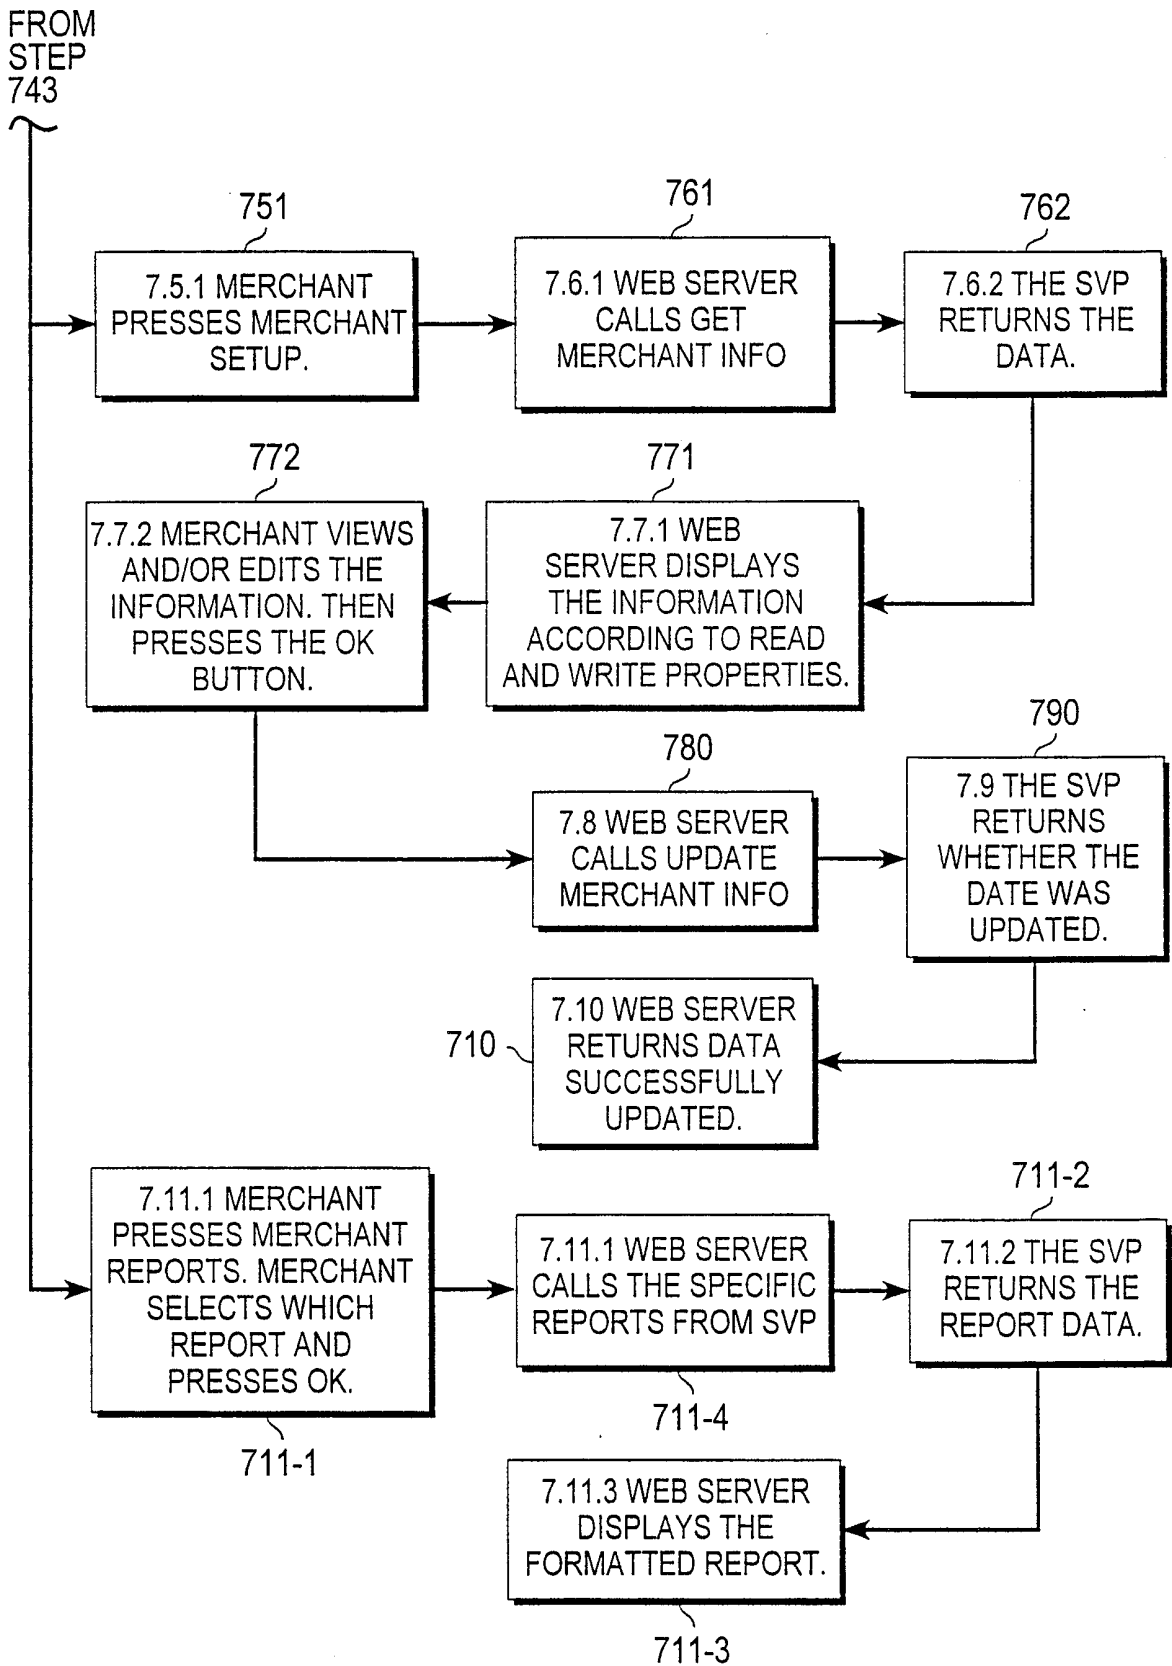 FROM
STEP
743
751
7.5.1 MERCHANT
PRESSES MERCHANT
SETUP.
761
7.6.1 WEB SERVER
CALLS GET
MERCHANT INFO
762
7.6.2 THE SVP
RETURNS THE
DATA.
772
7.7.2 MERCHANT VIEWS
AND/OR EDITS THE
INFORMATION. THEN
PRESSES THE OK
BUTTON.
771
7.7.1 WEB
SERVER DISPLAYS
THE INFORMATION
ACCORDING TO READ
AND WRITE PROPERTIES.
780
7.8 WEB SERVER
CALLS UPDATE
MERCHANT INFO
790
7.9 THE SVP
RETURNS
WHETHER THE
DATE WAS
UPDATED.
710
7.10 WEB SERVER
RETURNS DATA
SUCCESSFULLY
UPDATED.
7.11.1 MERCHANT
PRESSES MERCHANT
REPORTS. MERCHANT
SELECTS WHICH
REPORT AND
PRESSES OK.
711-1
7.11.1 WEB SERVER
CALLS THE SPECIFIC
REPORTS FROM SVP
711-4
711-2
7.11.2 THE SVP
RETURNS THE
REPORT DATA.
7.11.3 WEB SERVER
DISPLAYS THE
FORMATTED REPORT.
711-3